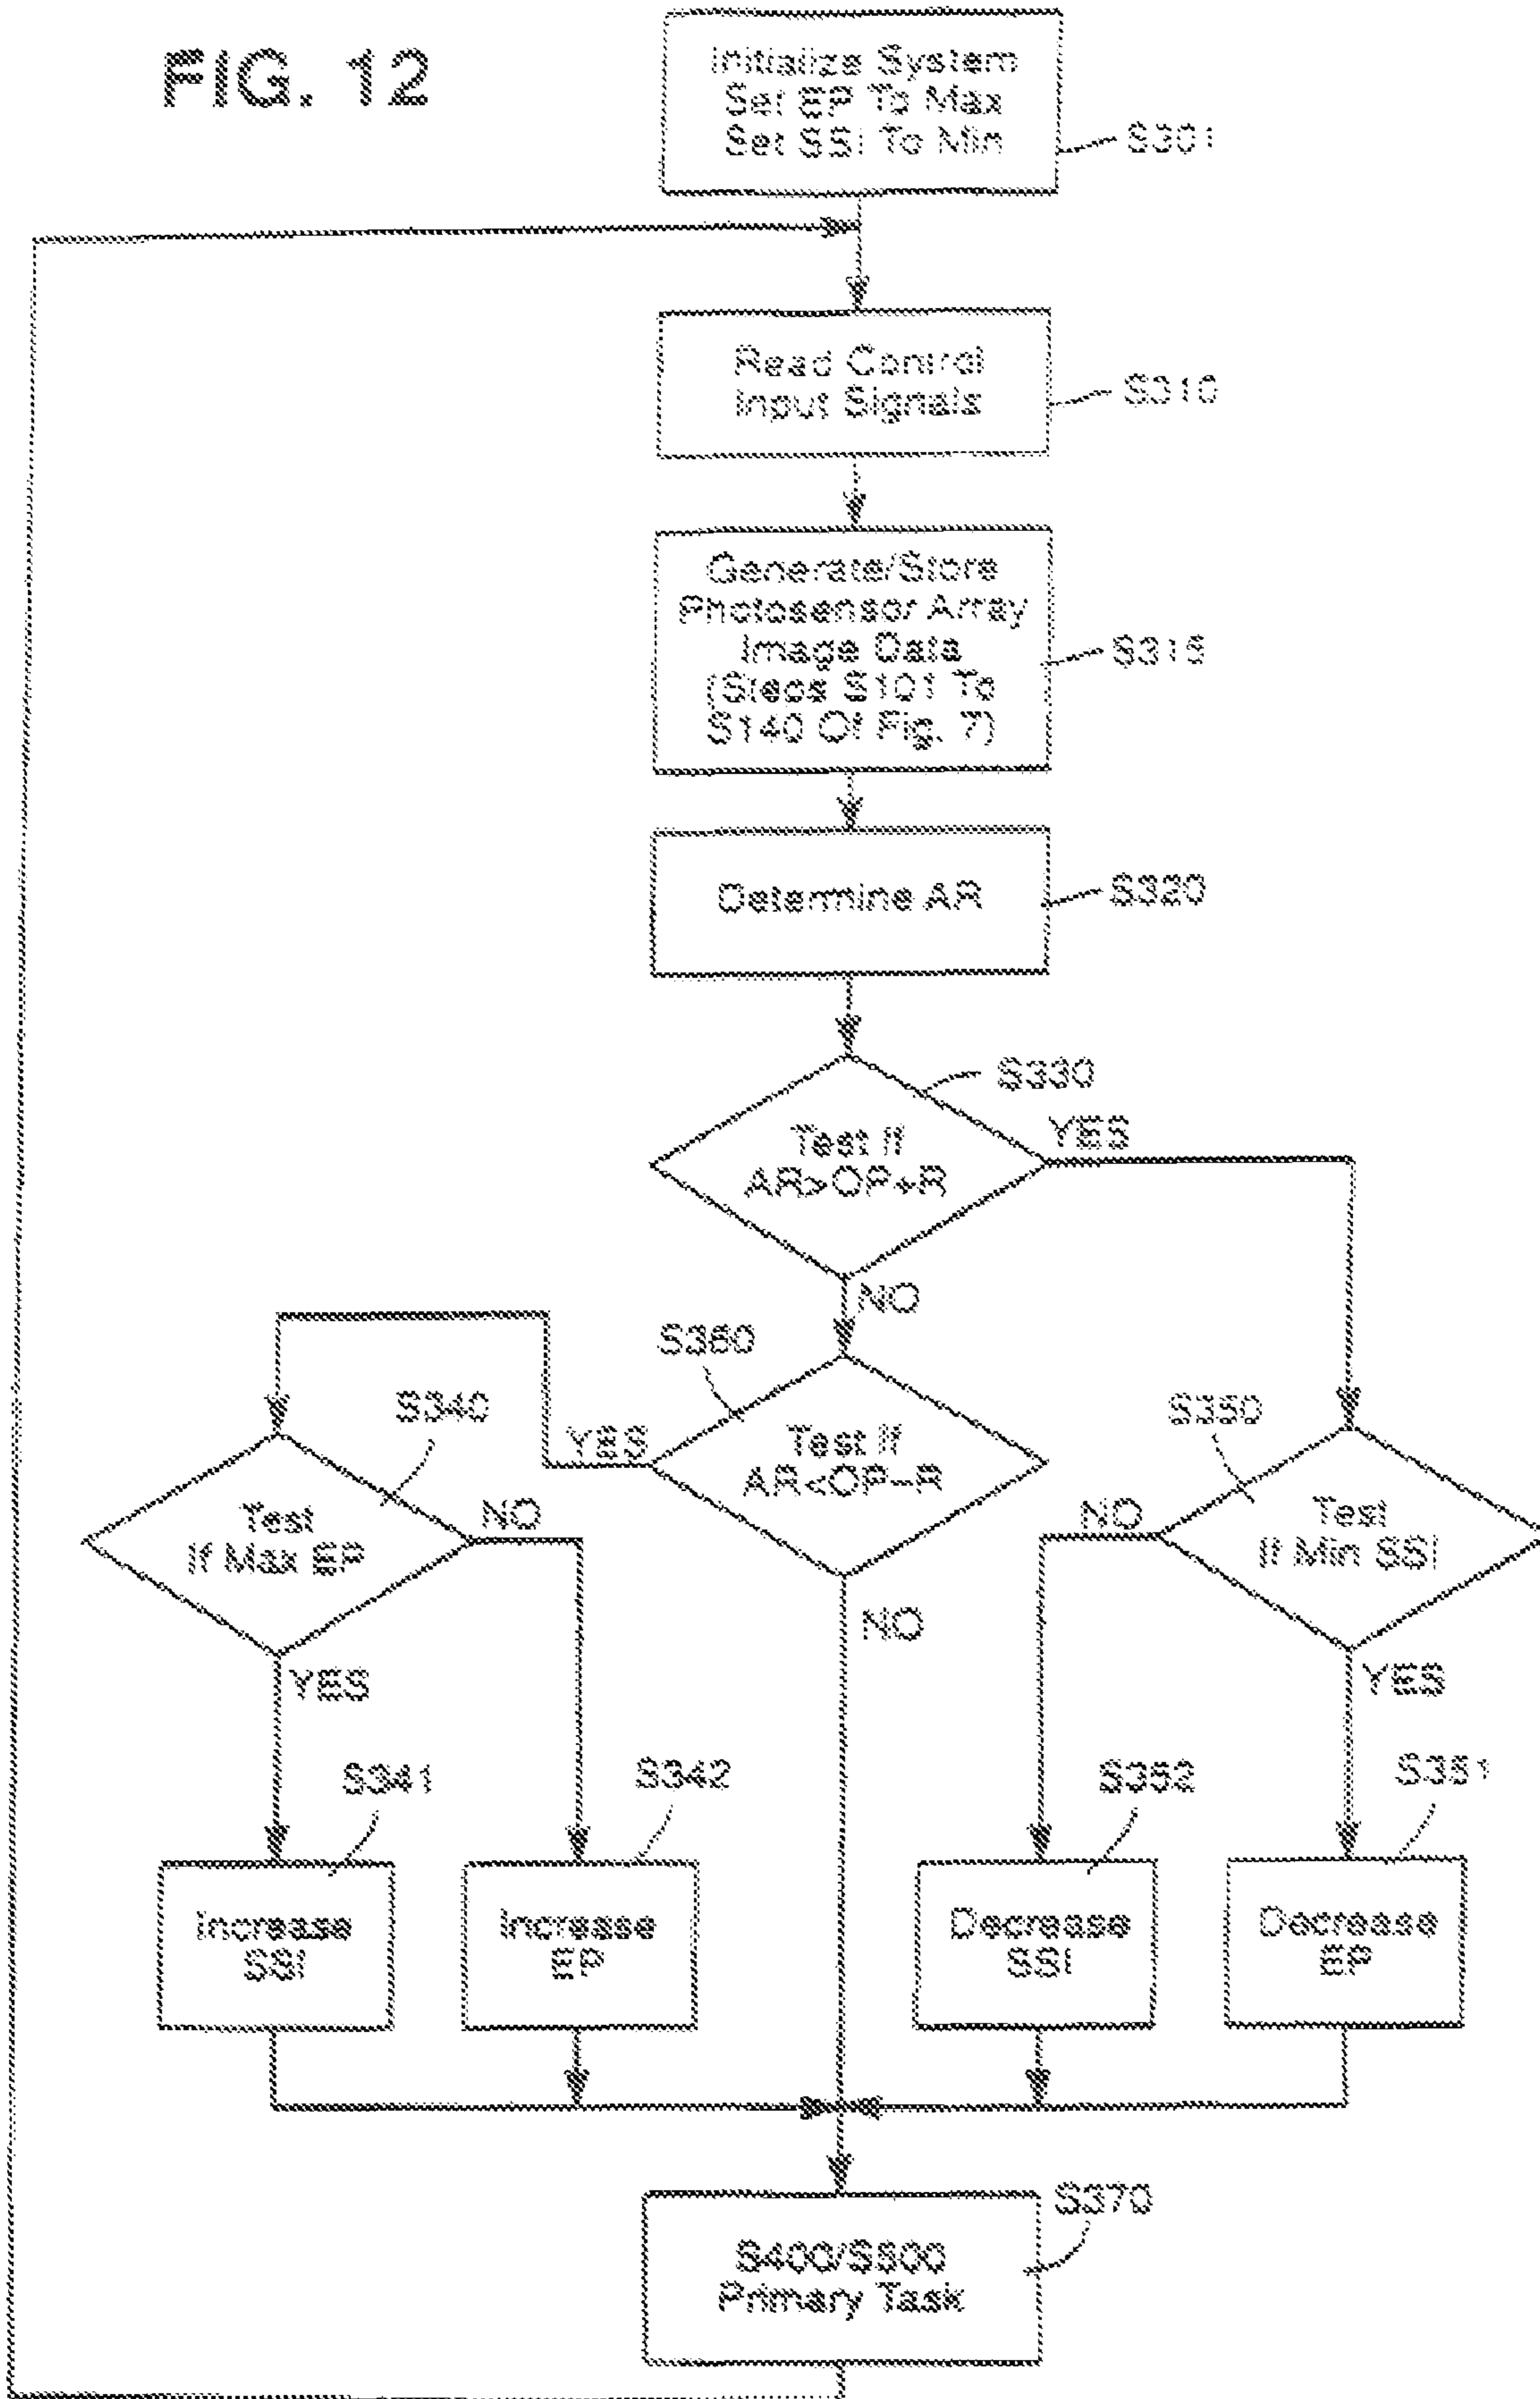 FIG. 12
Initialize System
Set EP To Max
Set SSI To Min
S301
Read Control
Input Signals
S310
Generate/Store
Photosensor Array
Image Data
(Steps S101 To
S140 Of Fig. 7)
S315
Determine AR
S320
S330
Test If
AR>OP+R
YES
NO
S360
Test If
AR<OP–R
YES
NO
S340
Test
If Max EP
NO
YES
S350
Test
If Min SSI
NO
YES
S341
Increase
SSI
S342
Increase
EP
S352
Decrease
SSI
S351
Decrease
EP
S370
S400/S500
Primary Task